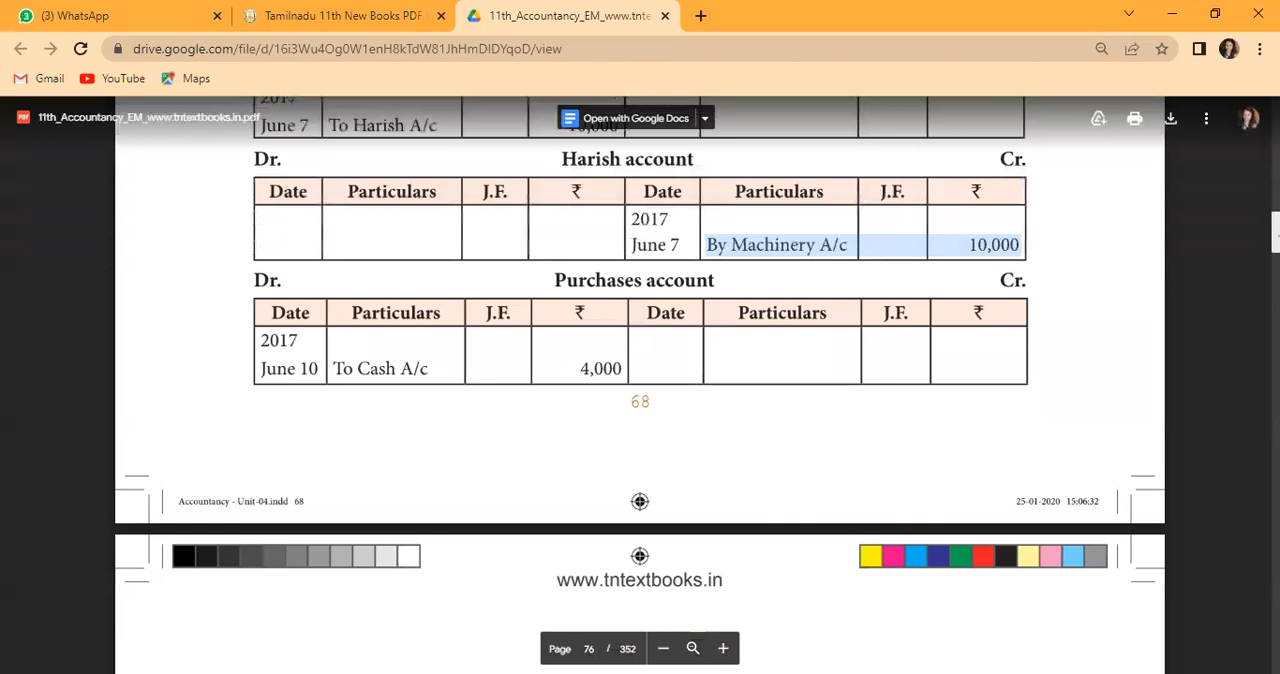 3 (3) WhatsApp
Tamilnadu 11th New Books PDF
11th_Accountancy_EM_www.tnte
drive.google.com/file/d/16i3Wu4Og0W1enH8kTdW81JhHmDIDYqoD/view
Gmail YouTube Maps
2017
11th_Accountancy_EM_www.tntextbooks.in.pdf
Open with Google Docs
June 7 To Harish A/c 10,000
Dr. Harish account Cr.
Date Particulars J.F. ₹ Date Particulars J.F. ₹
2017
June 7 By Machinery A/c 10,000
Dr. Purchases account Cr.
Date Particulars J.F. ₹ Date Particulars J.F. ₹
2017
June 10 To Cash A/c 4,000
68
Accountancy - Unit-04.indd 68 25-01-2020 15:06:32
www.tntextbooks.in
Page 76 / 352